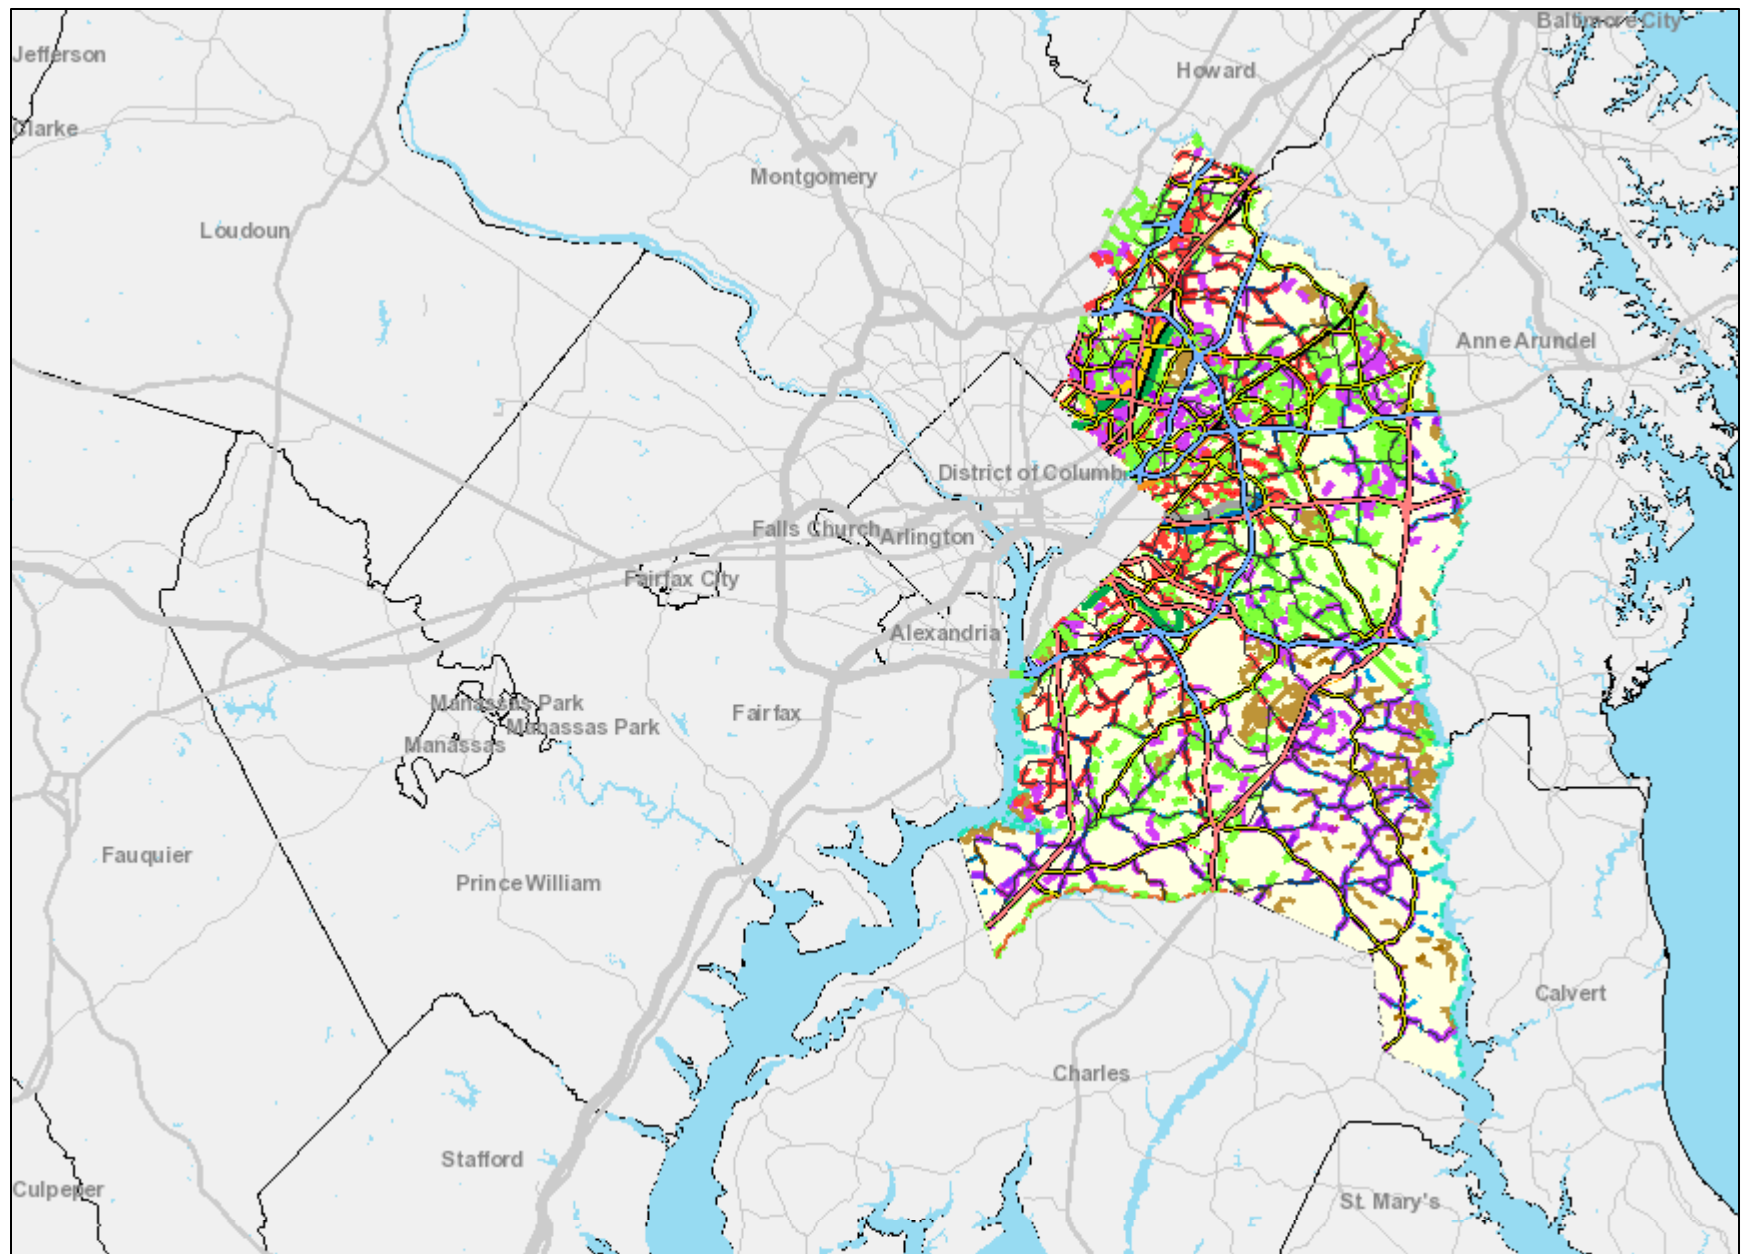 Baltimore City
Jefferson
Howard
Clarke
Montgomery
Loudoun
Anne Arundel
District of Columb
Falls Church
Arlington
Fairfax City
Alexandria
Manassas Park
Fairfax
Manassas Park
Manassas
Fauquier
Prince William
Calvert
Charles
Stafford
Culpeper
St. Mary's